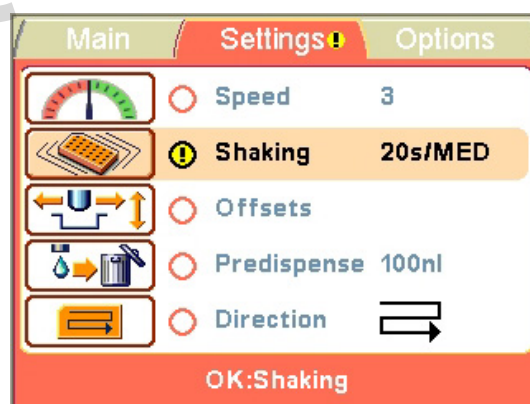 Main Settings! Options
Speed 3
! Shaking 20s/MED
Offsets
Predispense 100nl
Direction
OK:Shaking